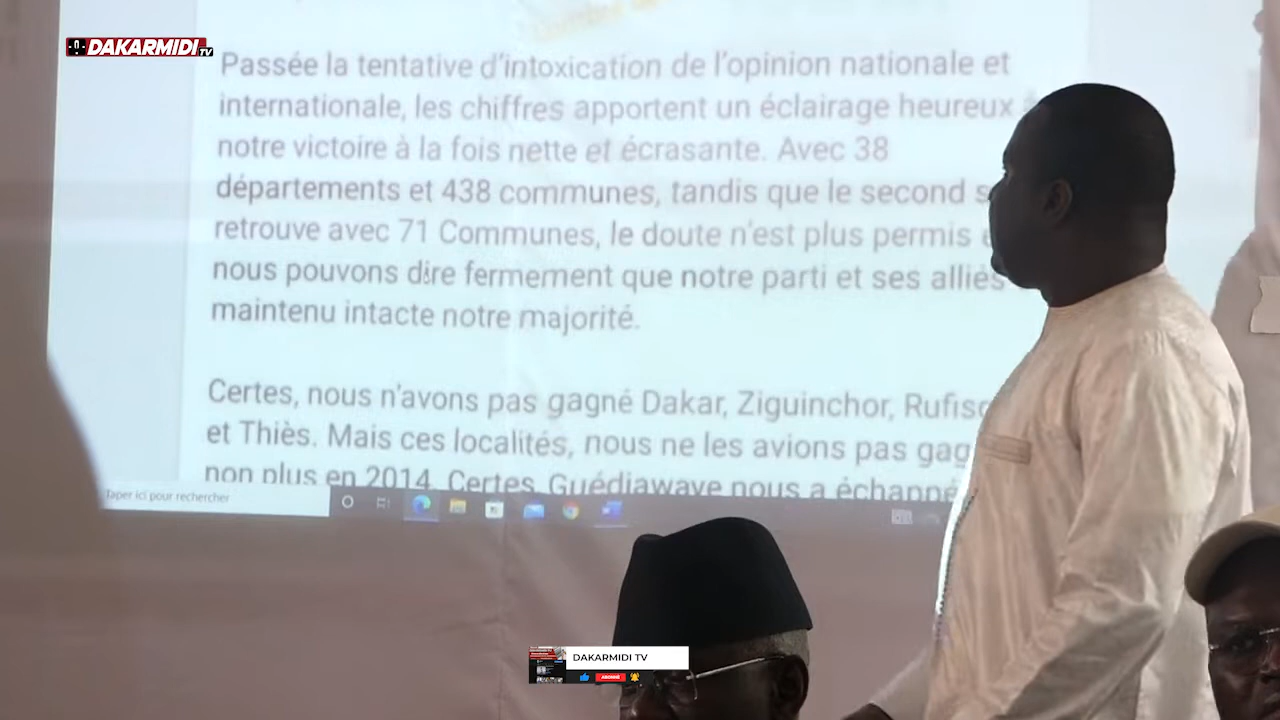 DAKARMIDI TV
Passée la tentative d'intoxication de l'opinion nationale et
internationale, les chiffres apportent un éclairage heureux à
notre victoire à la fois nette et écrasante. Avec 38
départements et 438 communes, tandis que le second s
retrouve avec 71 Communes, le doute n'est plus permis e
nous pouvons dire fermement que notre parti et ses alliés
maintenu intacte notre majorité.
Certes, nous n'avons pas gagné Dakar, Ziguinchor, Rufisq
et Thiès. Mais ces localités, nous ne les avions pas gag
non plus en 2014. Certes, Guédiawaye nous a échappé
Taper ici pour rechercher
DAKARMIDI TV
ABONNÉ